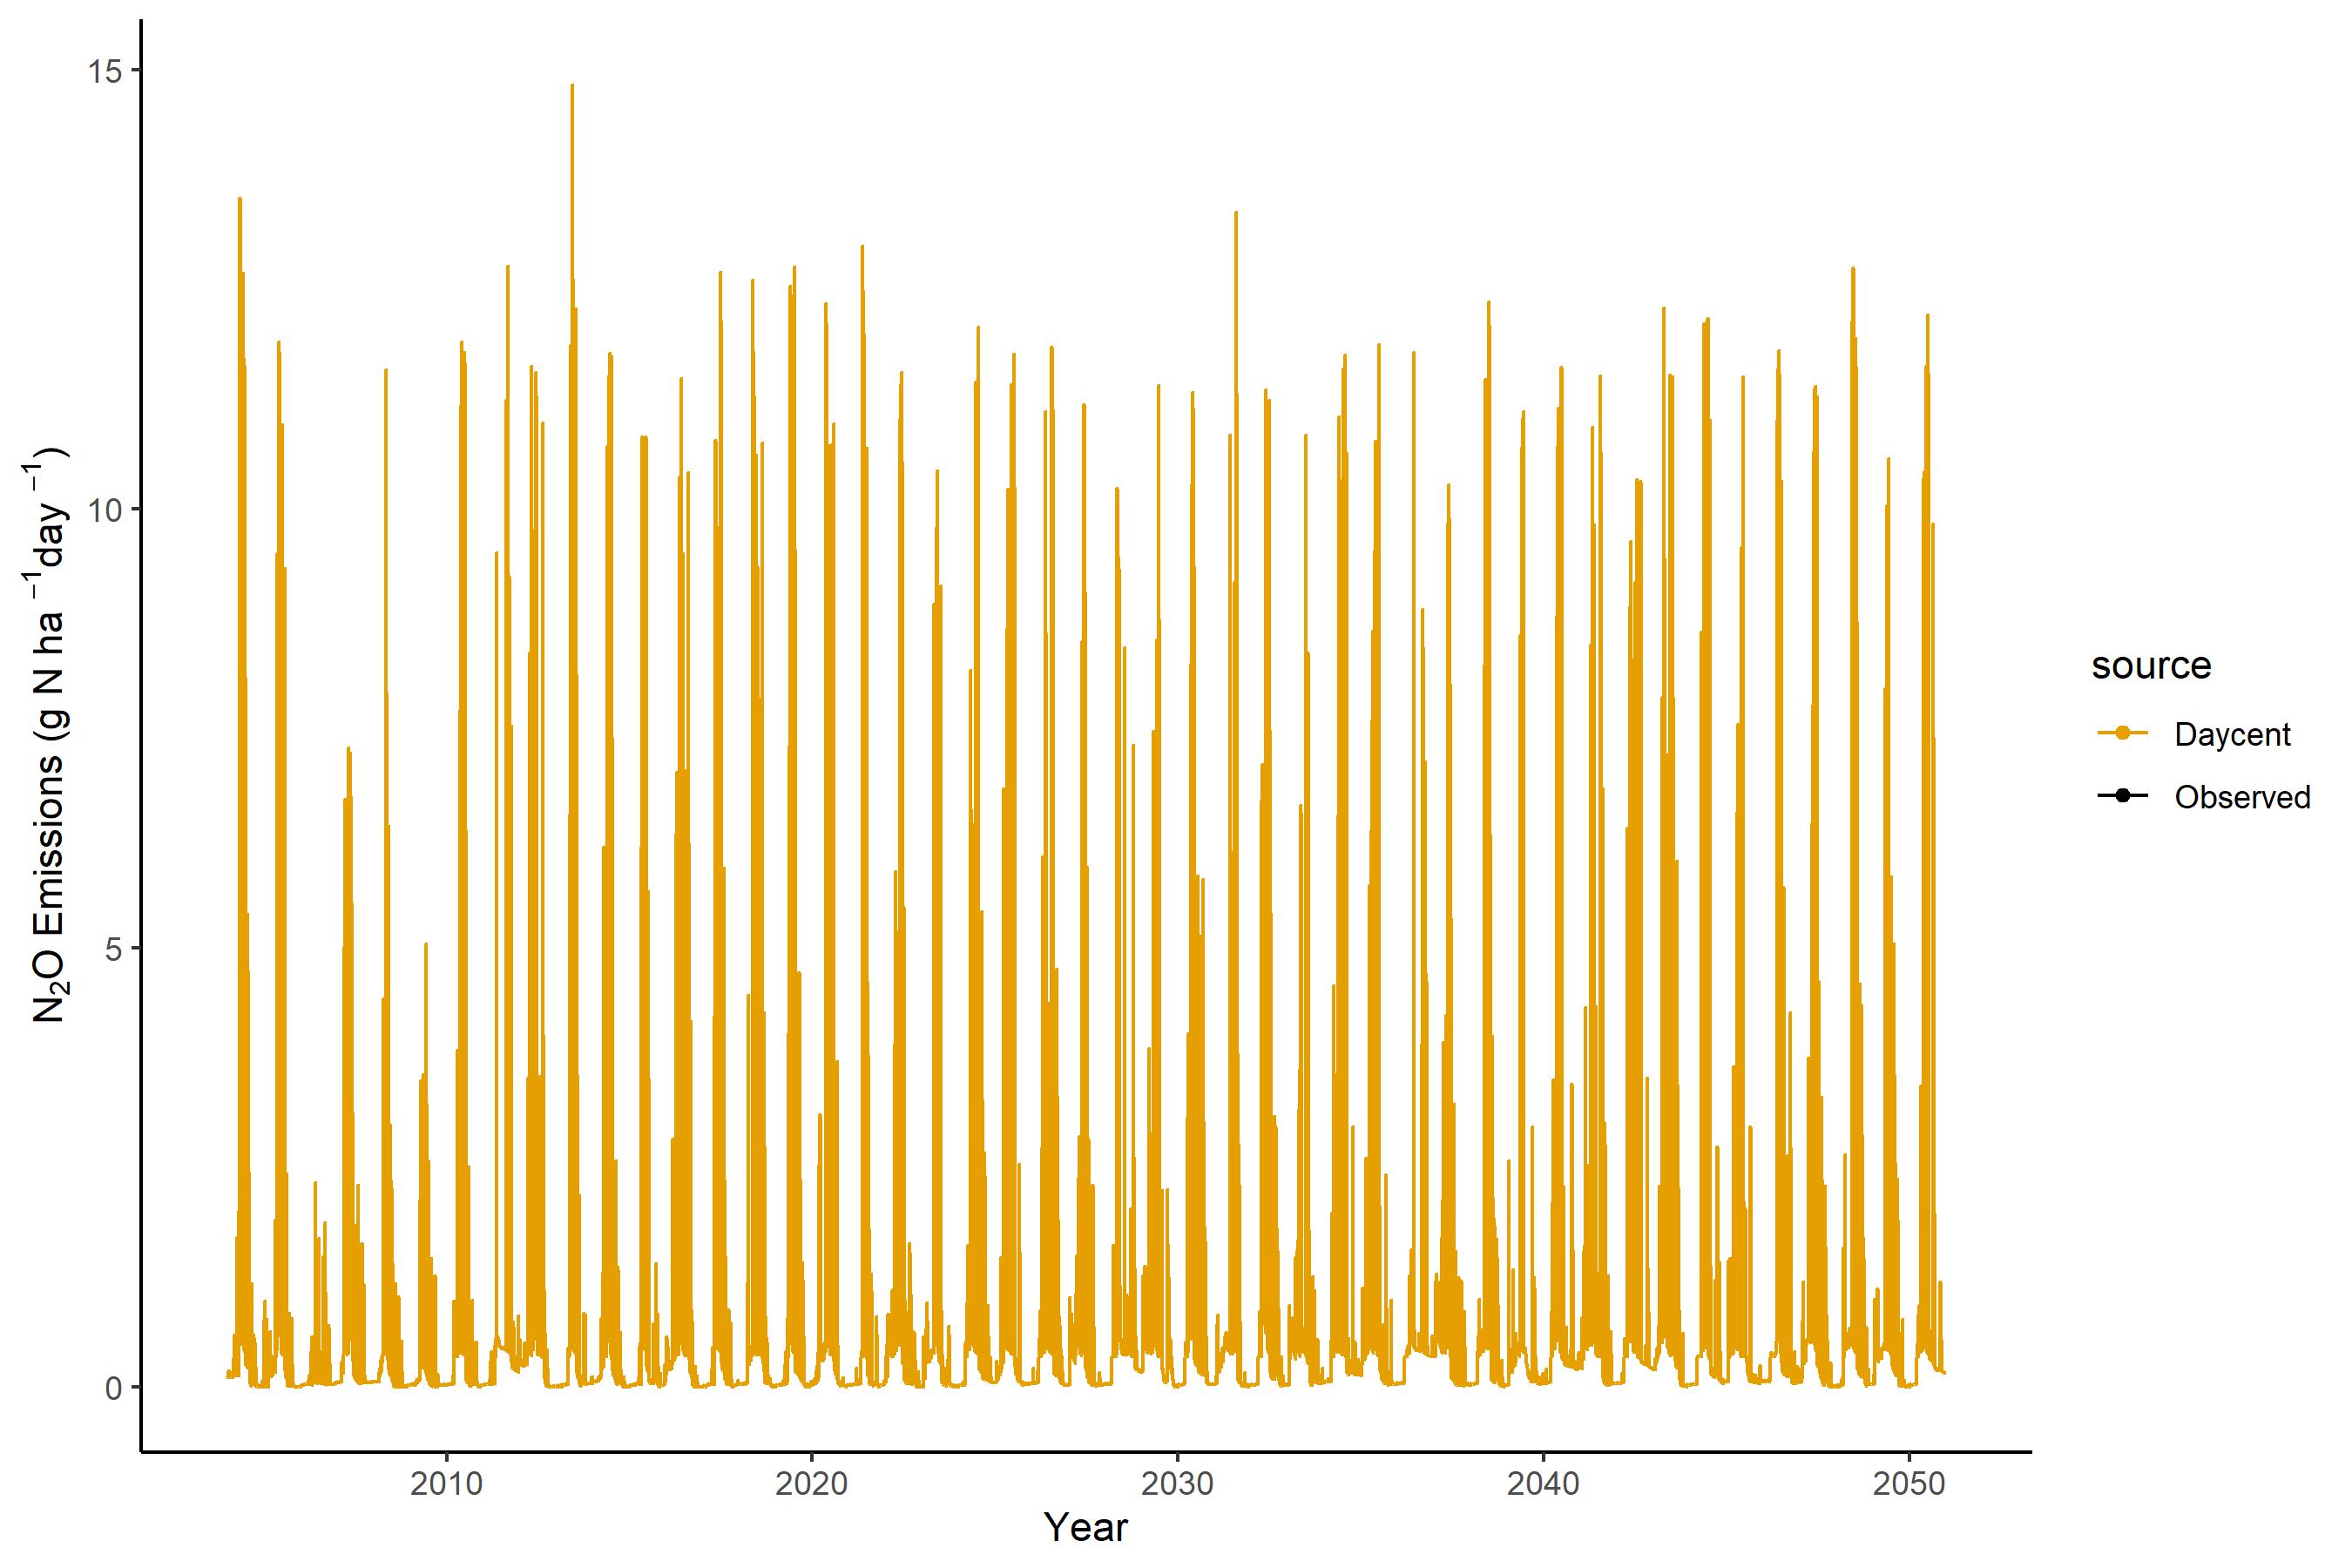 15
10
5
0
N₂O Emissions (g N ha ⁻¹day ⁻¹)
2010 2020 2030 2040 2050
Year
source
Daycent
Observed